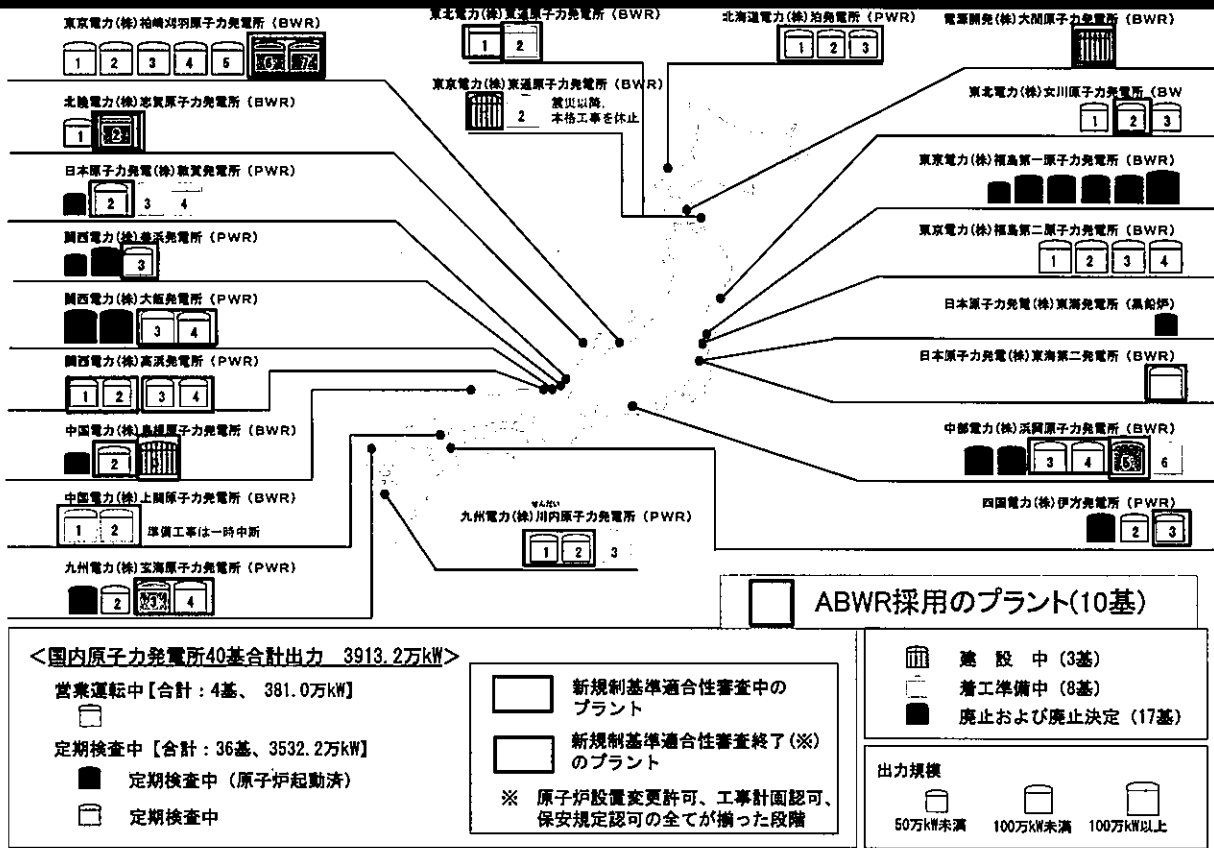 東京電力(株)柏崎刈羽原子力発電所 (BWR)
1 2 3 4 5 6 7
北陸電力(株)志賀原子力発電所 (BWR)
1 2
日本原子力発電(株)敦賀発電所 (PWR)
2 3 4
関西電力(株)美浜発電所 (PWR)
3
関西電力(株)大飯発電所 (PWR)
3 4
関西電力(株)高浜発電所 (PWR)
1 2 3 4
中国電力(株)島根原子力発電所 (BWR)
2 3
中国電力(株)上関原子力発電所 (BWR)
1 2 準備工事は一時中断
九州電力(株)玄海原子力発電所 (PWR)
2 3 4
東北電力(株)東通原子力発電所 (BWR)
1 2
東京電力(株)東通原子力発電所 (BWR)
2 震災以降、
本格工事を休止
北海道電力(株)泊発電所 (PWR)
1 2 3
電源開発(株)大間原子力発電所 (BWR)
東北電力(株)女川原子力発電所 (BW
1 2 3
東京電力(株)福島第一原子力発電所 (BWR)
東京電力(株)福島第二原子力発電所 (BWR)
1 2 3 4
日本原子力発電(株)東海発電所 (黒鉛炉)
日本原子力発電(株)東海第二発電所 (BWR)
中部電力(株)浜岡原子力発電所 (BWR)
3 4 5 6
四国電力(株)伊方発電所 (PWR)
2 3
せんだい
九州電力(株)川内原子力発電所 (PWR)
1 2 3
ABWR採用のプラント(10基)
＜国内原子力発電所40基合計出力 3913.2万kW＞
営業運転中［合計：4基、 381.0万kW］
定期検査中［合計：36基、3532.2万kW］
定期検査中 (原子炉起動済)
定期検査中
新規制基準適合性審査中の
プラント
新規制基準適合性審査終了(※)
のプラント
※ 原子炉設置変更許可、工事計画認可、
保安規定認可の全てが揃った段階
建 設 中 (3基)
着工準備中 (8基)
廃止および廃止決定 (17基)
出力規模
50万kW未満 100万kW未満 100万kW以上